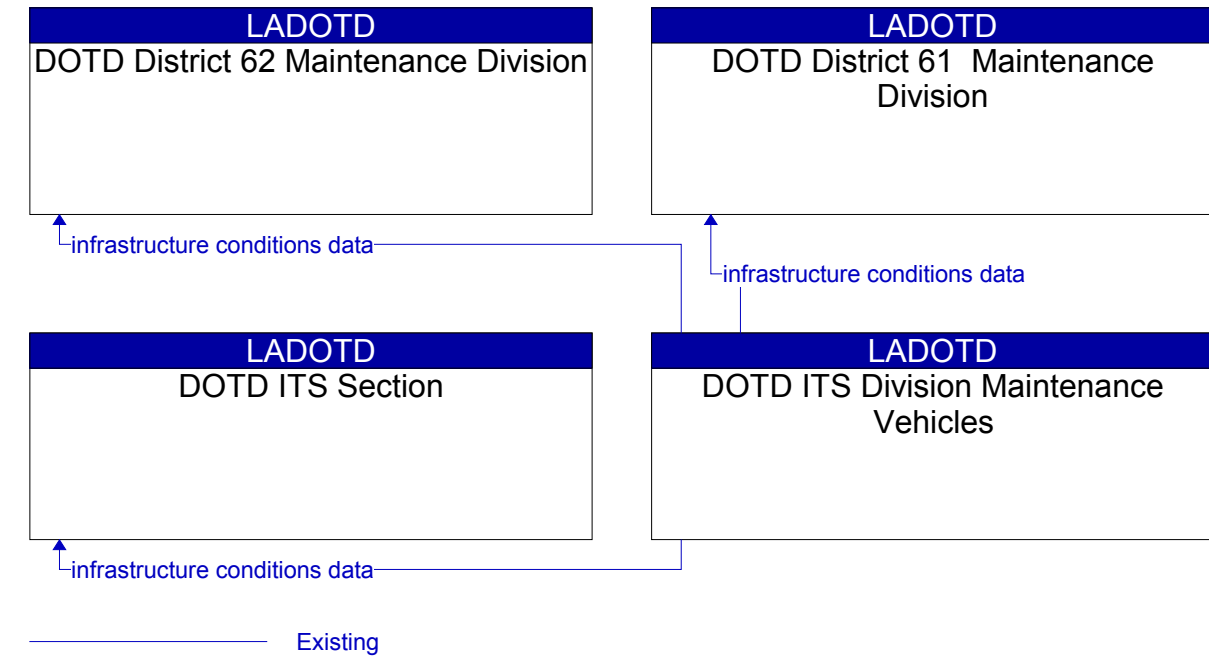 LADOTD
DOTD District 62 Maintenance Division
LADOTD
DOTD District 61  Maintenance
Division
infrastructure conditions data
infrastructure conditions data
LADOTD
DOTD ITS Section
LADOTD
DOTD ITS Division Maintenance
Vehicles
infrastructure conditions data
Existing